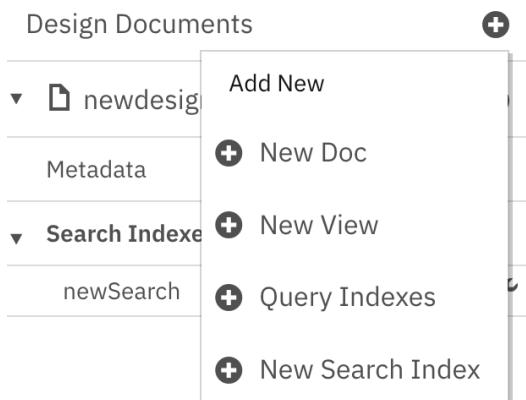 Design Documents
Add New
newdesig
New Doc
Metadata
New View
Search Indexe
newSearch
Query Indexes
New Search Index